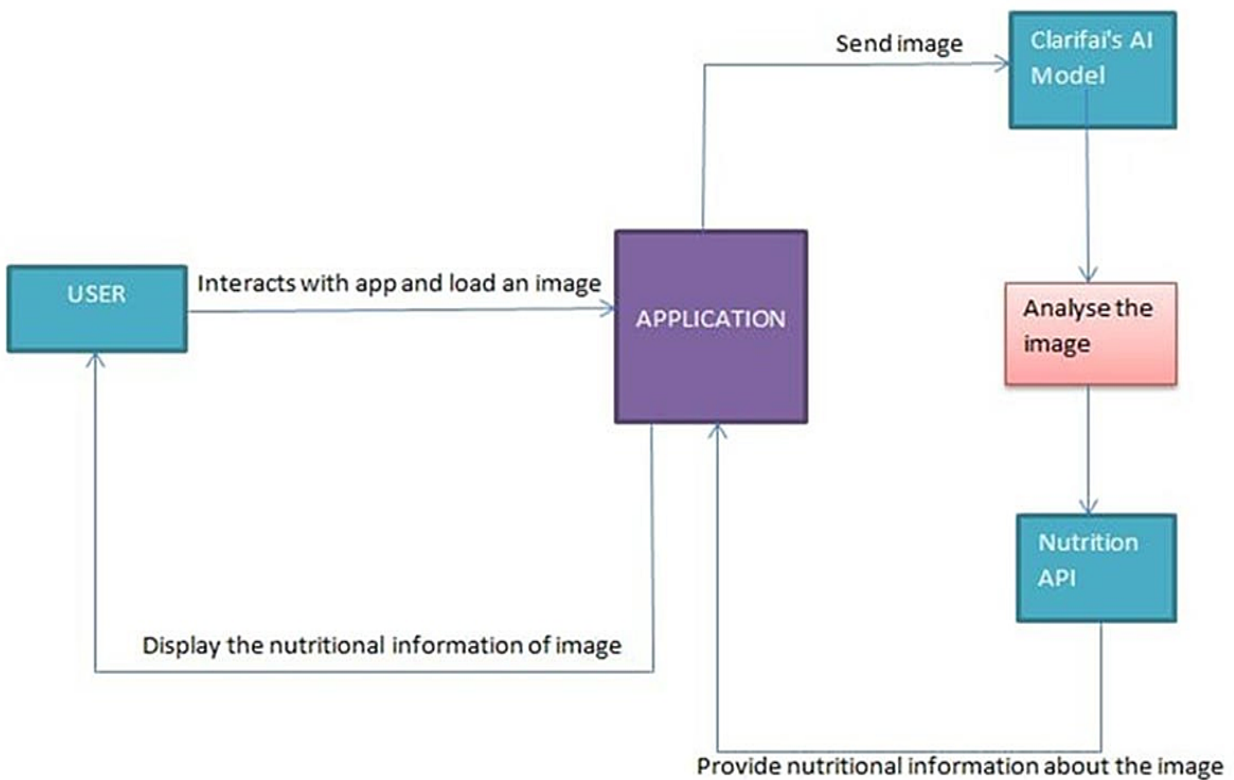 Send image
Clarifai's AI
Model
USER
Interacts with app and load an image
APPLICATION
Analyse the
image
Nutrition
API
Display the nutritional information of image
Provide nutritional information about the image